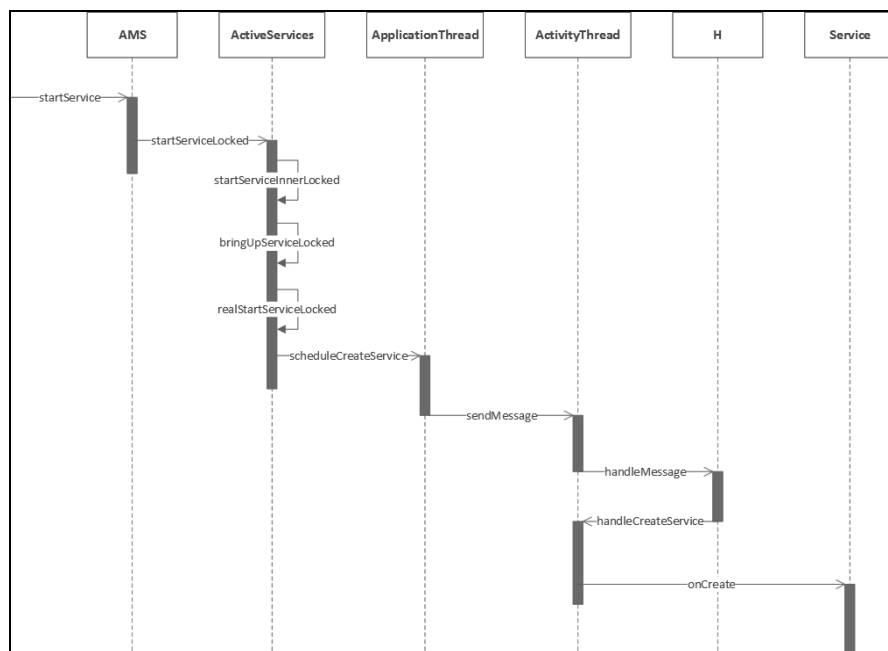 AMS
ActiveServices
ApplicationThread
ActivityThread
H
Service
startService
startServiceLocked
startServiceInnerLocked
bringUpServiceLocked
realStartServiceLocked
scheduleCreateService
sendMessage
handleMessage
handleCreateService
onCreate